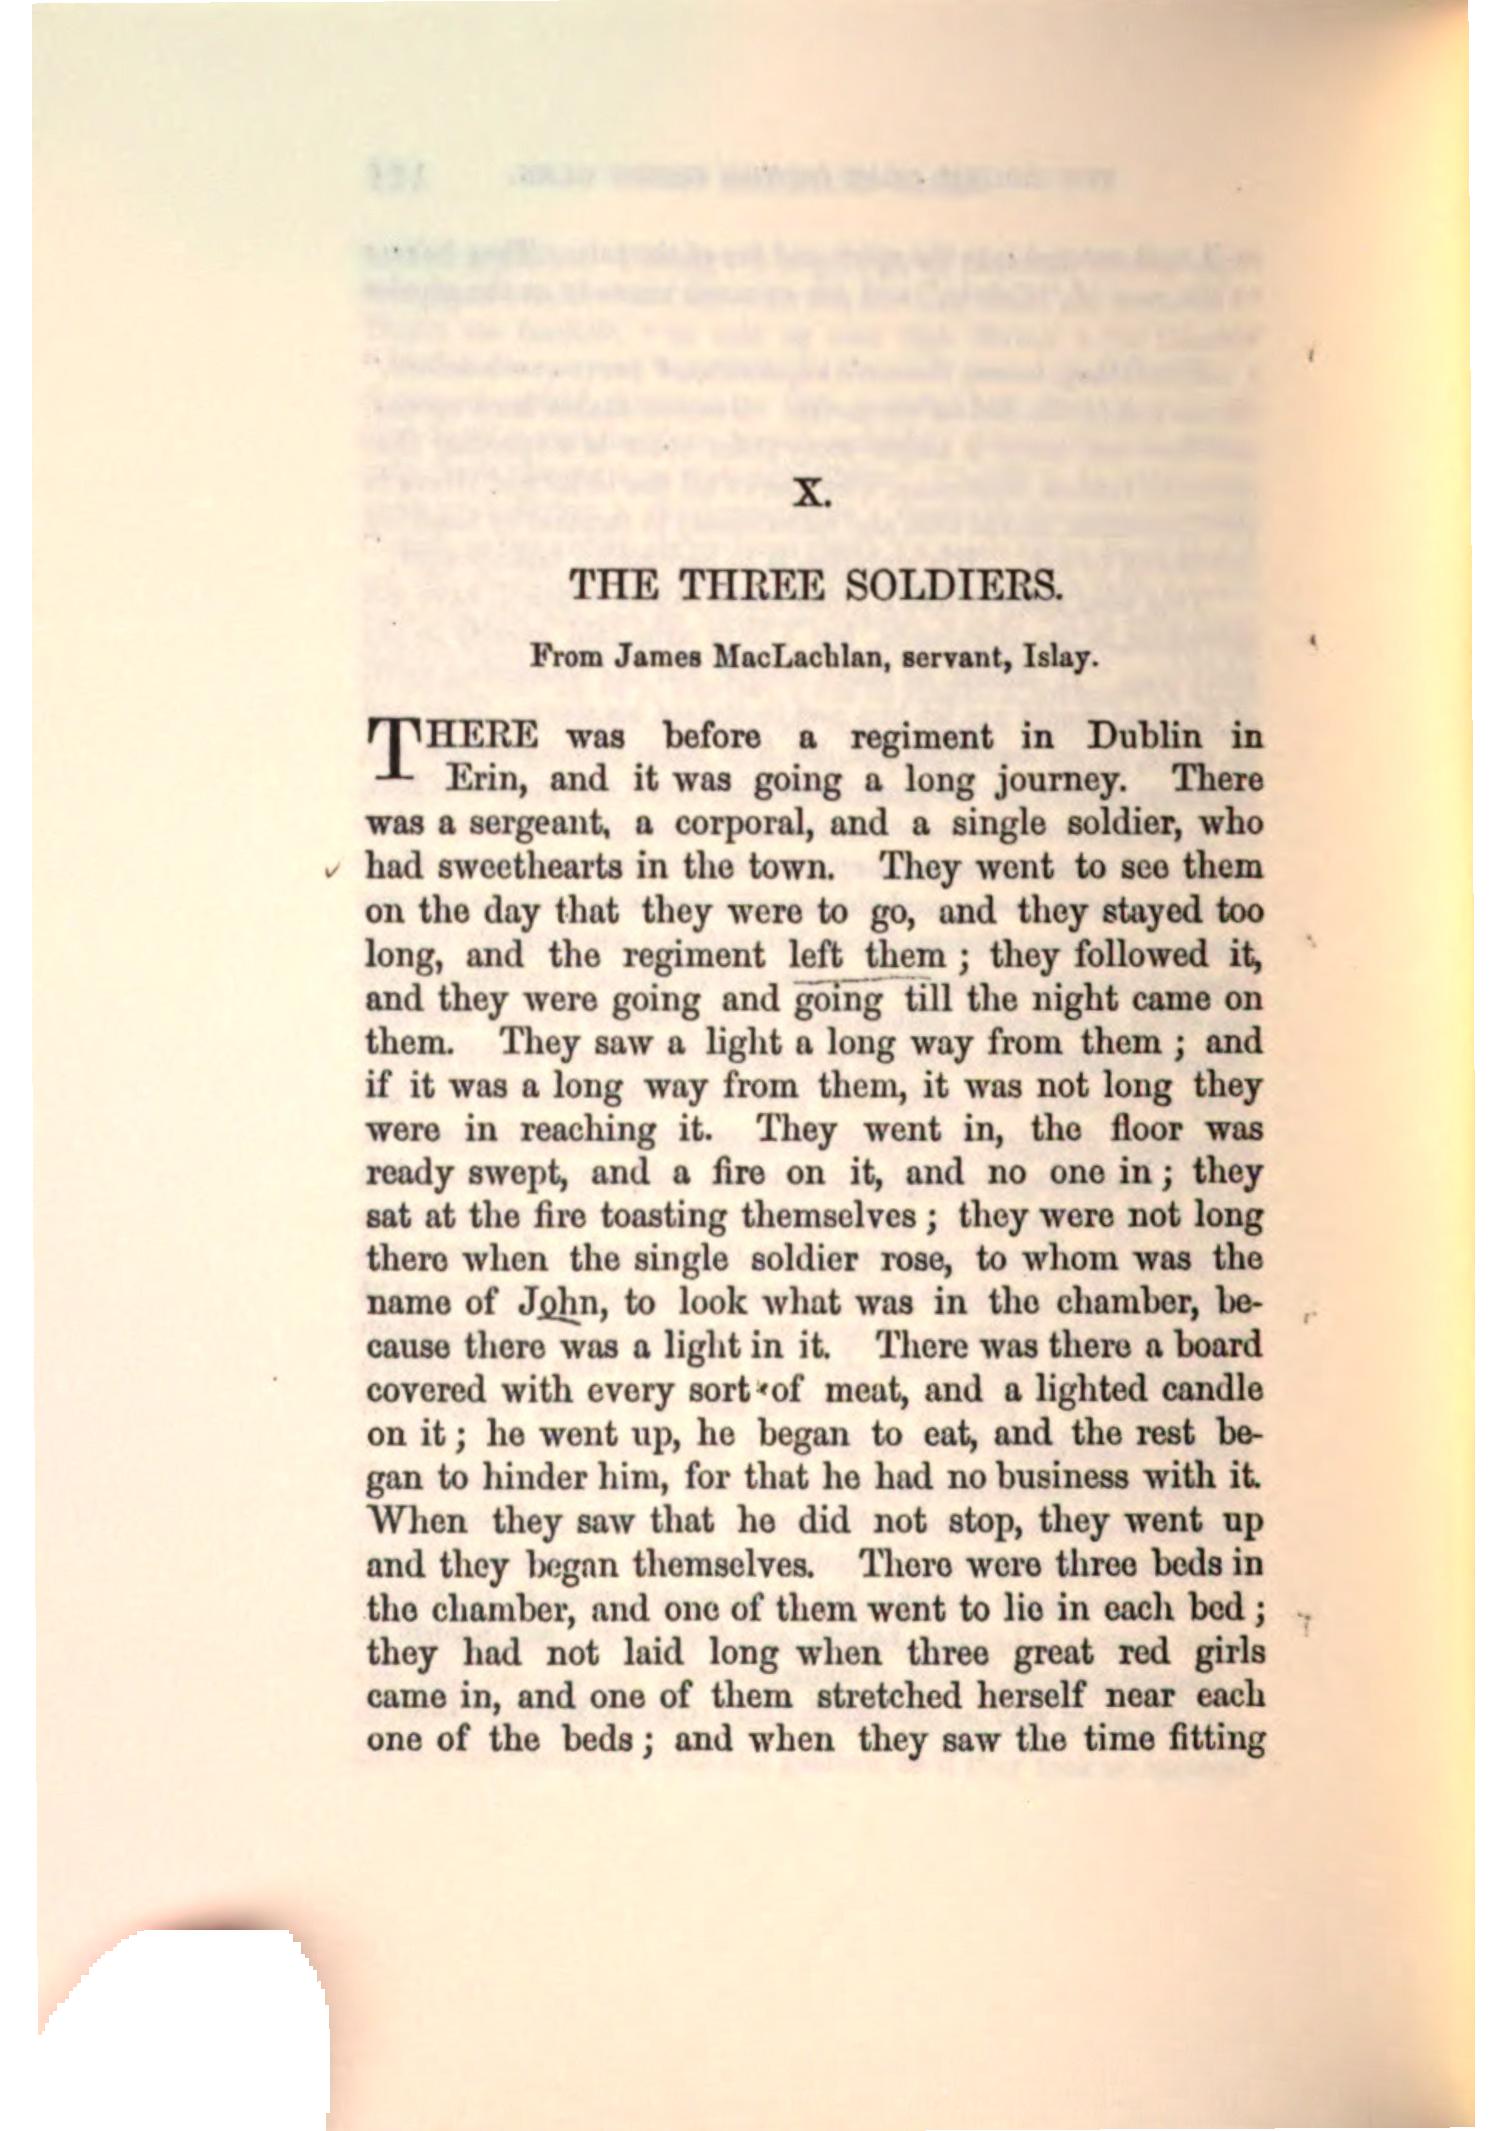 X.
THE THREE SOLDIERS.
From James MacLachlan, servant, Islay.
THERE was before a regiment in Dublin in
Erin, and it was going a long journey. There
was a sergeant, a corporal, and a single soldier, who
had sweethearts in the town. They went to see them
on the day that they were to go, and they stayed too
long, and the regiment left them ; they followed it,
and they were going and going till the night came on
them. They saw a light a long way from them ; and
if it was a long way from them, it was not long they
were in reaching it. They went in, the floor was
ready swept, and a fire on it, and no one in ; they
sat at the fire toasting themselves ; they were not long
there when the single soldier rose, to whom was the
name of John, to look what was in the chamber, be-
cause there was a light in it. There was there a board
covered with every sort of meat, and a lighted candle
on it ; he went up, he began to eat, and the rest be-
gan to hinder him, for that he had no business with it.
When they saw that he did not stop, they went up
and they began themselves. There were three beds in
the chamber, and one of them went to lie in each bed ;
they had not laid long when three great red girls
came in, and one of them stretched herself near each
one of the beds ; and when they saw the time fitting